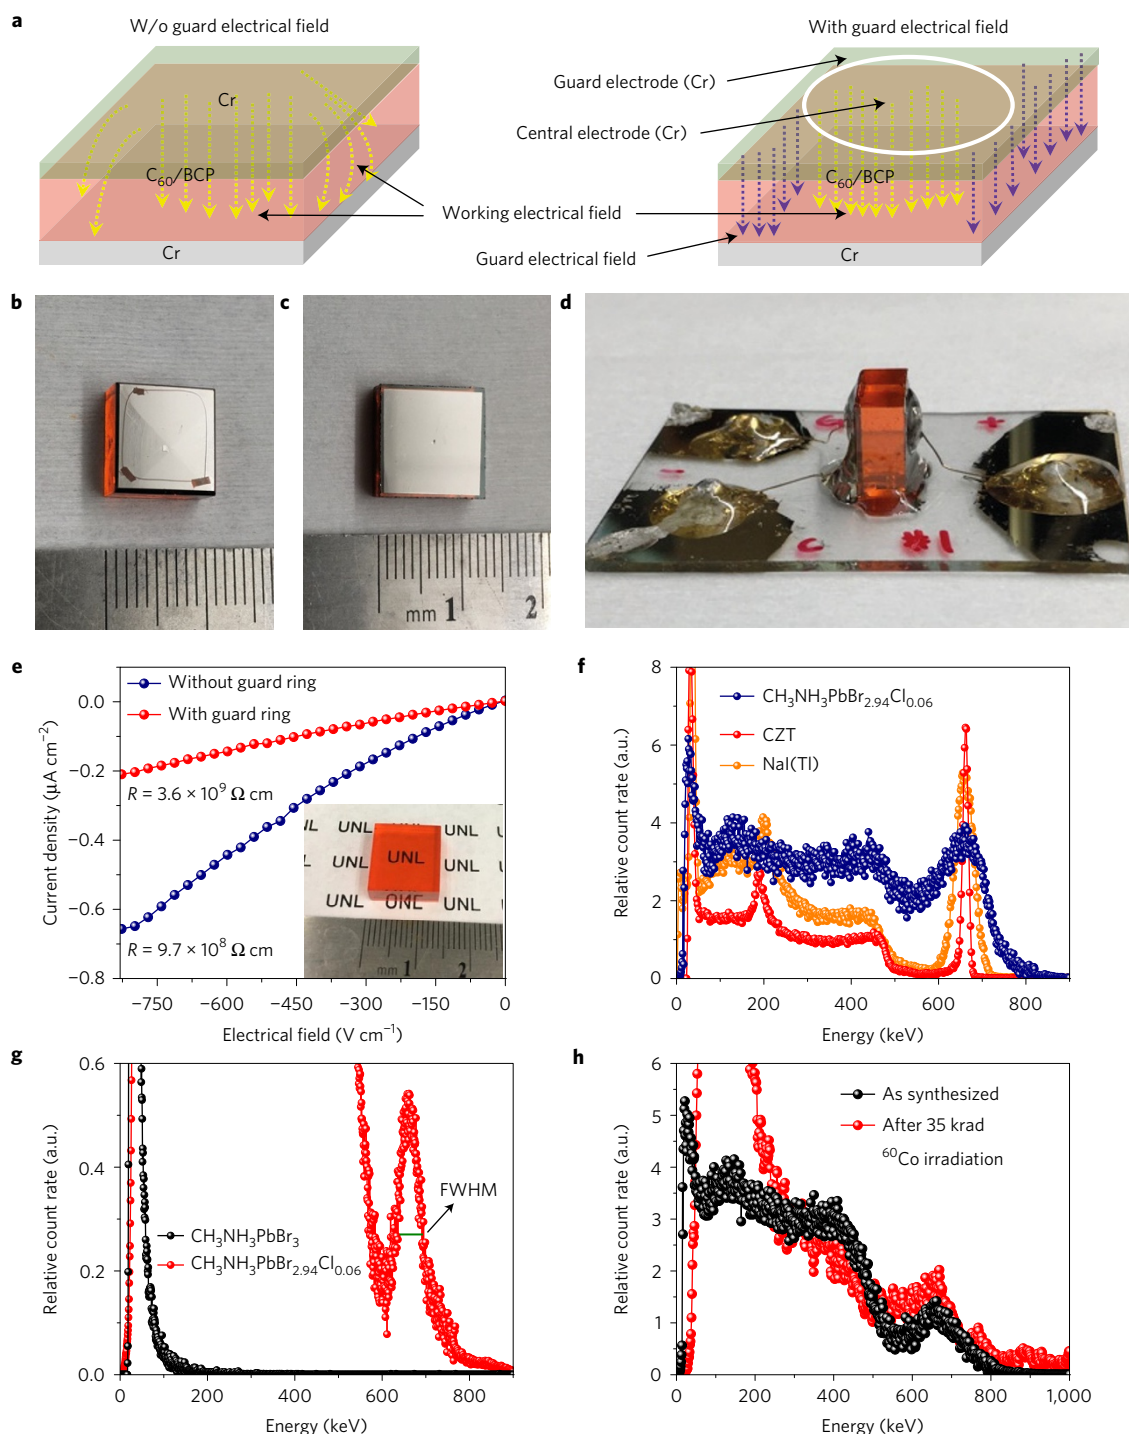 a
W/o guard electrical field
With guard electrical field
Cr
Guard electrode (Cr)
Central electrode (Cr)
C60/BCP
C60/BCP
Working electrical field
Guard electrical field
Cr
Cr
b
c
d
mm 1 2
e
0.0
−0.2
−0.4
−0.6
−0.8
Current density (μA cm−2)
Without guard ring
With guard ring
R = 3.6 × 10^9 Ω cm
R = 9.7 × 10^8 Ω cm
UNL UNL
UNL UNL UNL
UNL UNL
mm 1 2
−750 −600 −450 −300 −150 0
Electrical field (V cm−1)
f
8
6
4
2
0
Relative count rate (a.u.)
CH3NH3PbBr2.94Cl0.06
CZT
NaI(Tl)
0 200 400 600 800
Energy (keV)
g
0.6
0.4
0.2
0.0
Relative count rate (a.u.)
FWHM
CH3NH3PbBr3
CH3NH3PbBr2.94Cl0.06
0 200 400 600 800
Energy (keV)
h
6
5
4
3
2
1
0
Relative count rate (a.u.)
As synthesized
After 35 krad
60Co irradiation
0 200 400 600 800 1,000
Energy (keV)